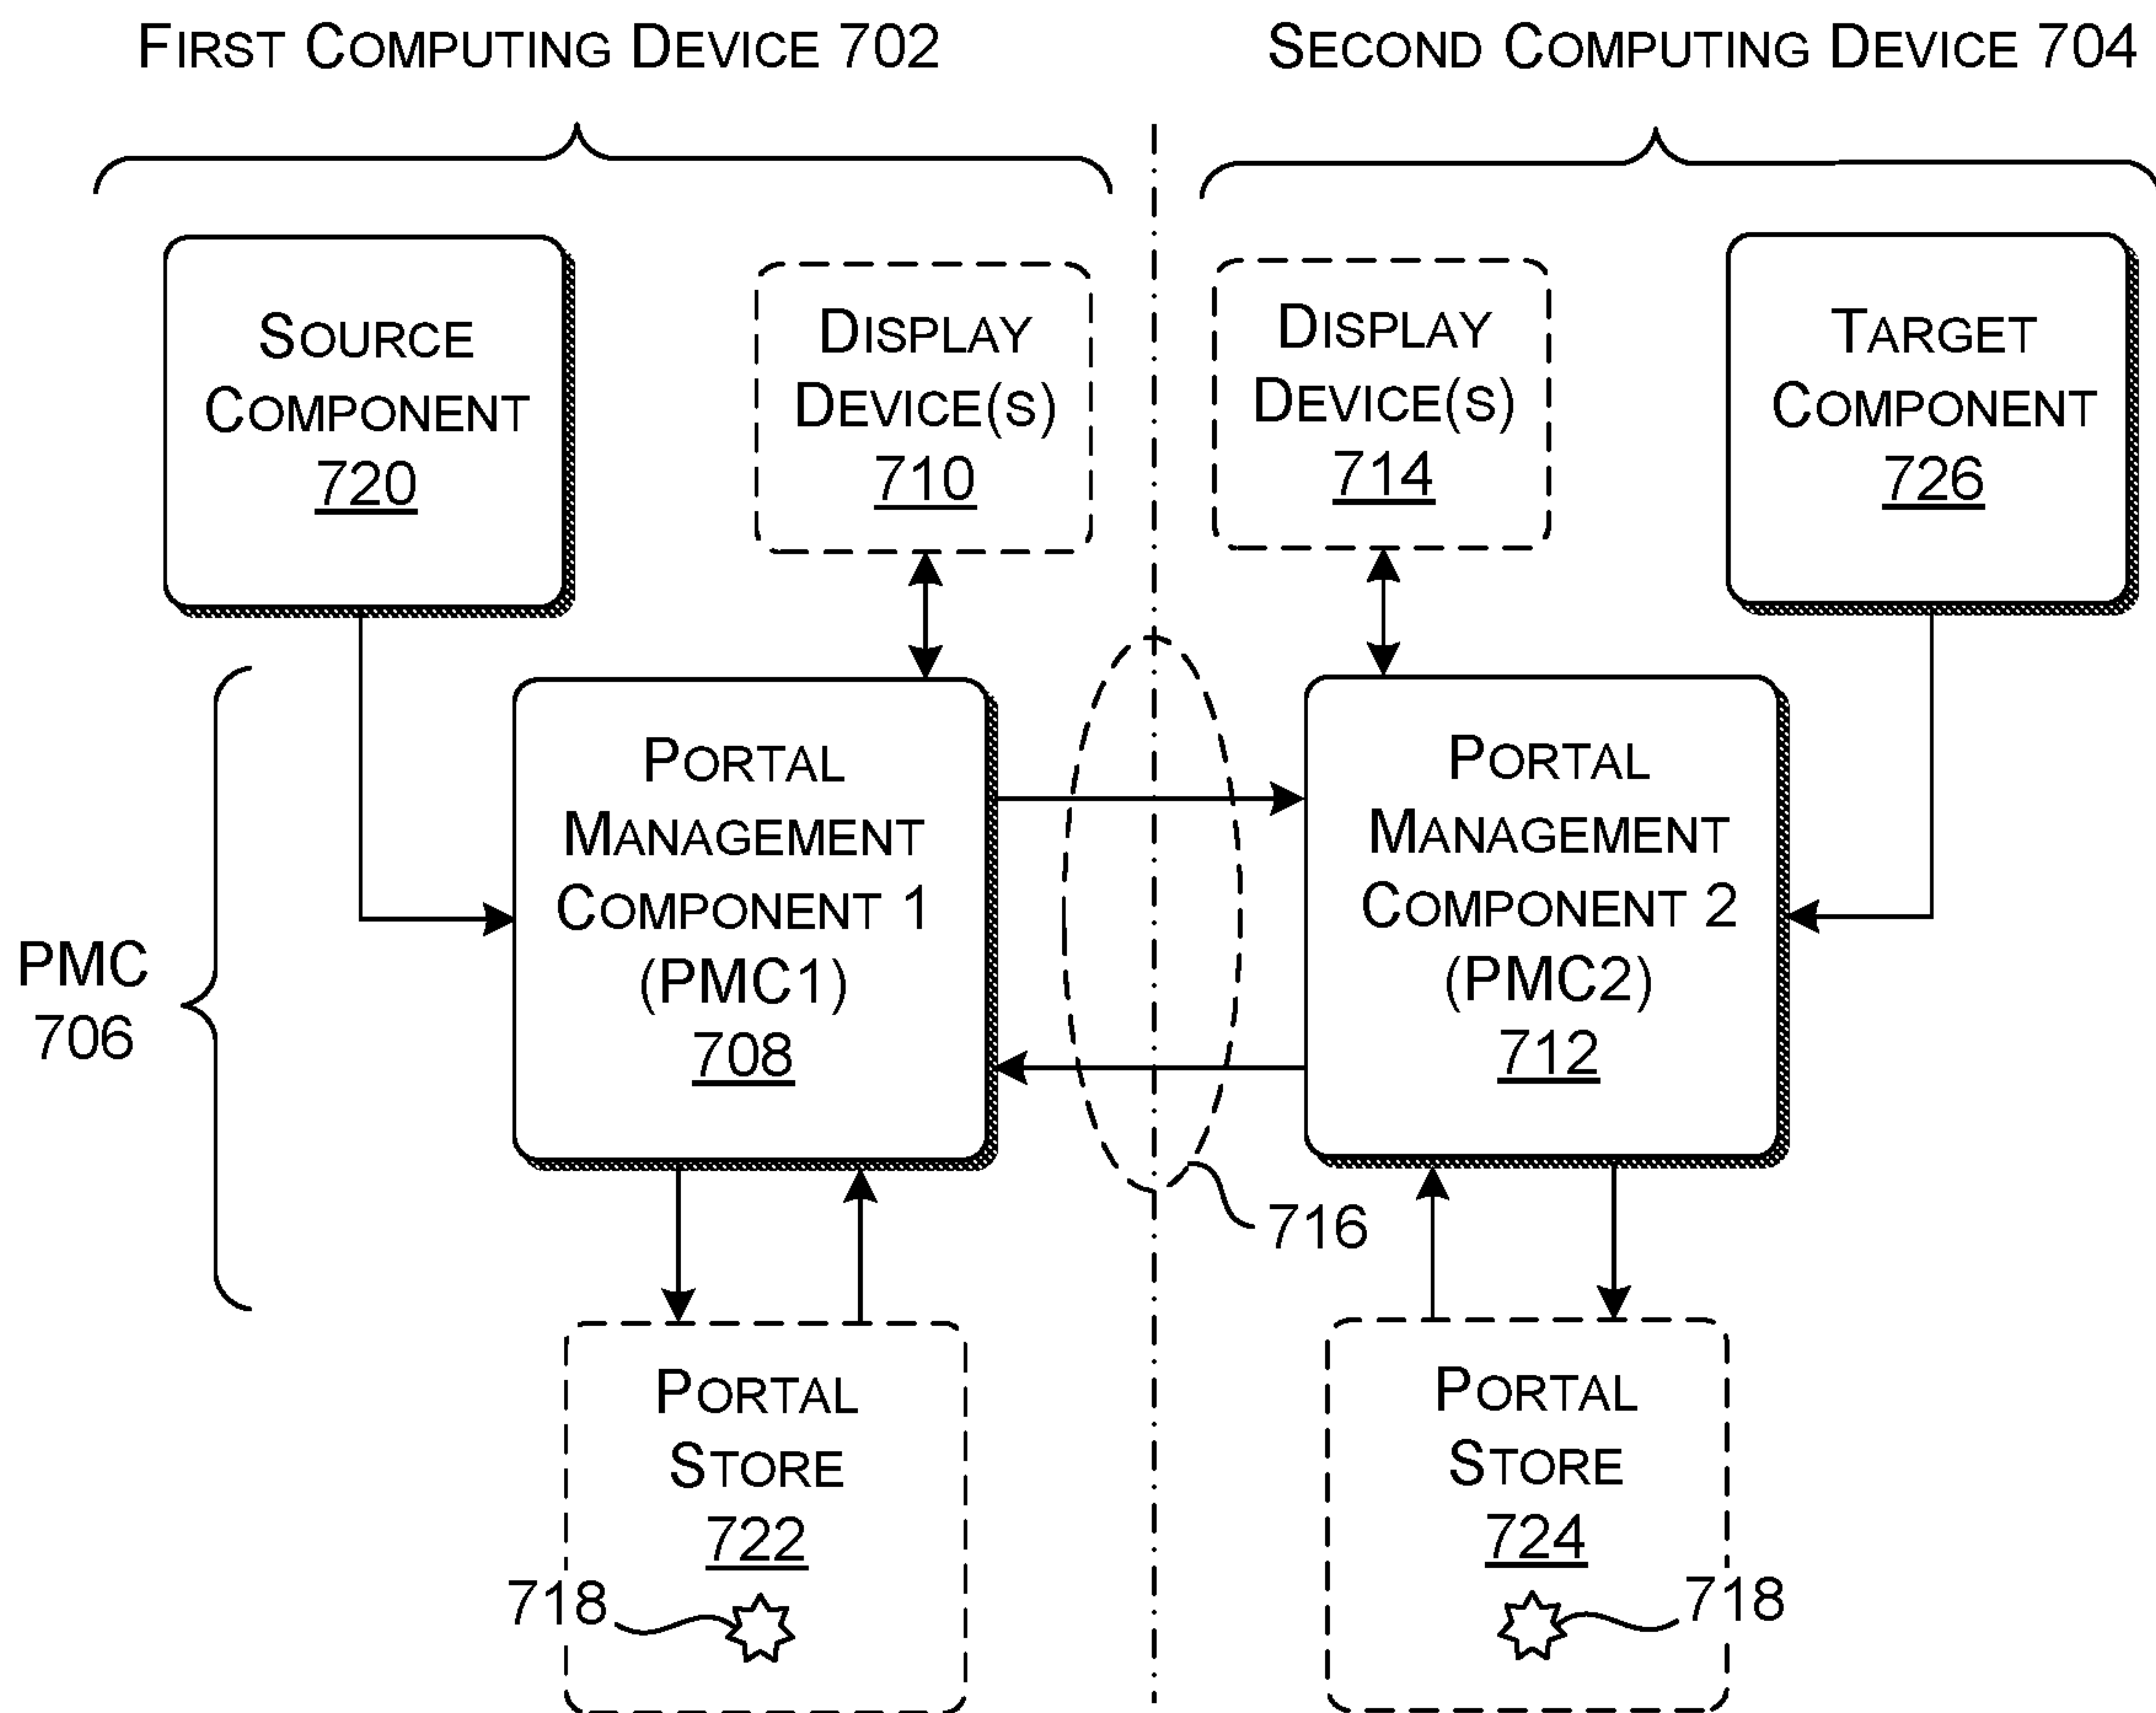 FIRST COMPUTING DEVICE 702
SECOND COMPUTING DEVICE 704
SOURCE
COMPONENT
720
DISPLAY
DEVICE(S)
710
DISPLAY
DEVICE(S)
714
TARGET
COMPONENT
726
PMC
706
PORTAL
MANAGEMENT
COMPONENT 1
(PMC1)
708
PORTAL
MANAGEMENT
COMPONENT 2
(PMC2)
712
716
PORTAL
STORE
722
718
PORTAL
STORE
724
718